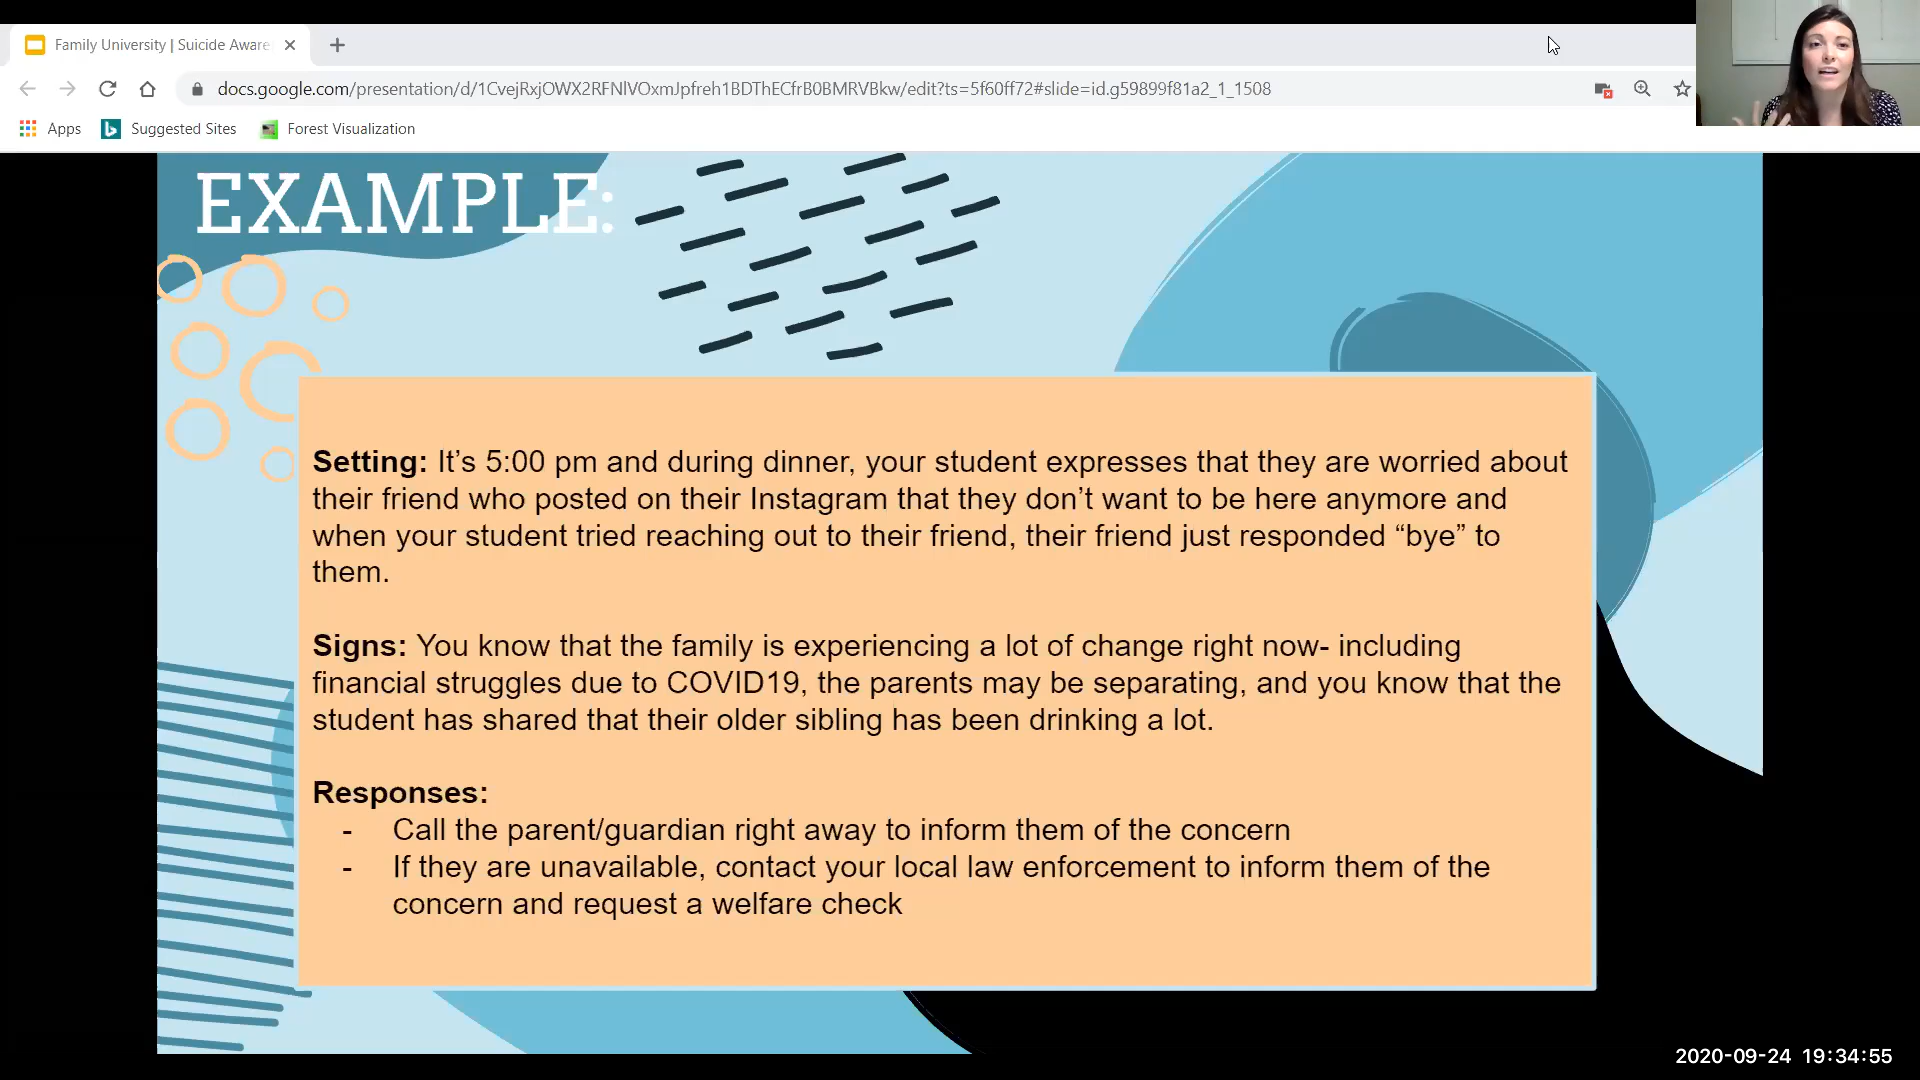 Family University | Suicide Aware
docs.google.com/presentation/d/1CvejRxjOWX2RFNlVOxmJpfreh1BDThECfrB0BMRVBkw/edit?ts=5f60ff72#slide=id.g59899f81a2_1_1508
Apps Suggested Sites Forest Visualization
EXAMPLE:
Setting: It’s 5:00 pm and during dinner, your student expresses that they are worried about
their friend who posted on their Instagram that they don’t want to be here anymore and
when your student tried reaching out to their friend, their friend just responded “bye” to
them.
Signs: You know that the family is experiencing a lot of change right now- including
financial struggles due to COVID19, the parents may be separating, and you know that the
student has shared that their older sibling has been drinking a lot.
Responses:
- Call the parent/guardian right away to inform them of the concern
- If they are unavailable, contact your local law enforcement to inform them of the
concern and request a welfare check
2020-09-24 19:34:55